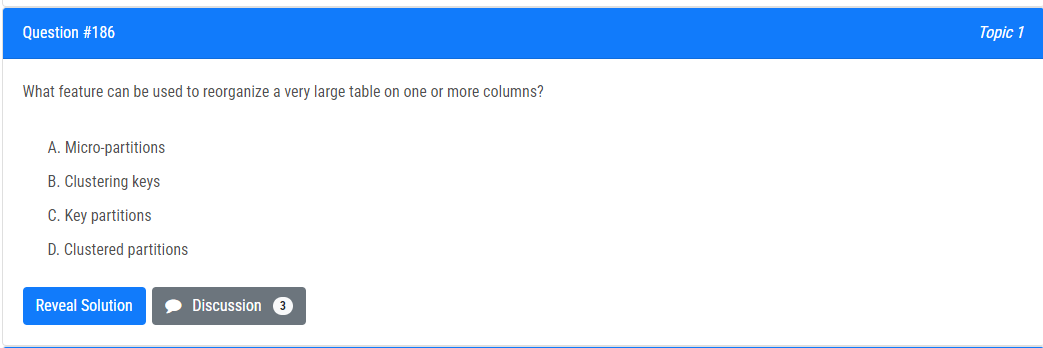 Question #186
Topic 1
What feature can be used to reorganize a very large table on one or more columns?
A. Micro-partitions
B. Clustering keys
C. Key partitions
D. Clustered partitions
Reveal Solution
Discussion 3